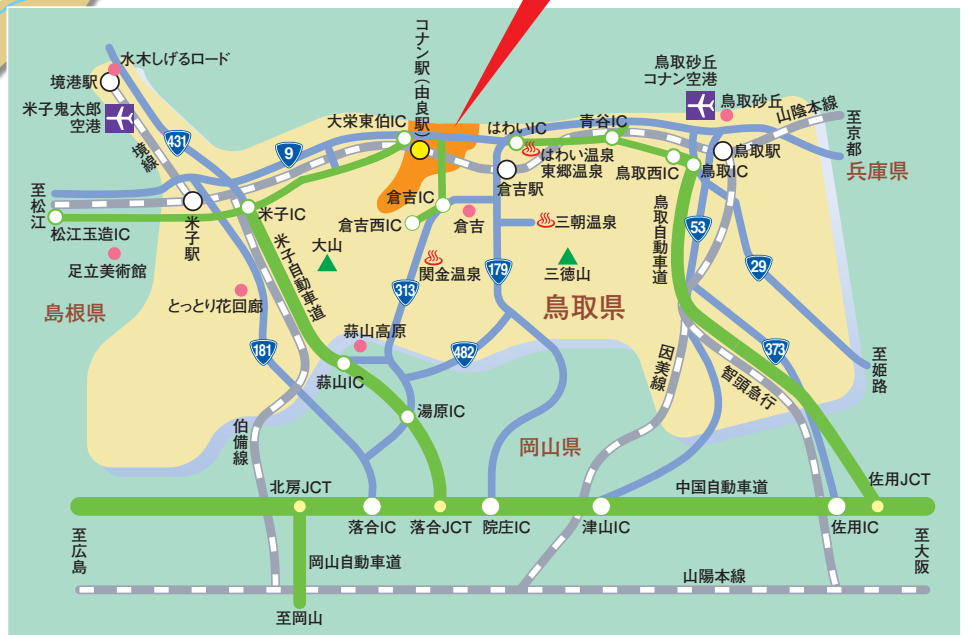 水木しげるロード
境港駅
米子鬼太郎
空港
境線
431
9
大栄東伯IC
コナン駅(由良駅)
はわいIC
青谷IC
鳥取砂丘
コナン空港
鳥取砂丘
山陰本線
至京都
兵庫県
鳥取駅
鳥取IC
鳥取西IC
はわい温泉
東郷温泉
倉吉駅
倉吉IC
倉吉西IC
倉吉
三朝温泉
至松江
松江玉造IC
米子駅
米子IC
足立美術館
島根県
とっとり花回廊
米子自動車道
大山
関金温泉
313
179
三徳山
鳥取県
鳥取自動車道
53
29
181
蒜山高原
482
蒜山IC
湯原IC
因美線
373
智頭急行
至姫路
伯備線
岡山県
北房JCT
中国自動車道
佐用JCT
落合IC
落合JCT
院庄IC
津山IC
佐用IC
至広島
至大阪
岡山自動車道
山陽本線
至岡山